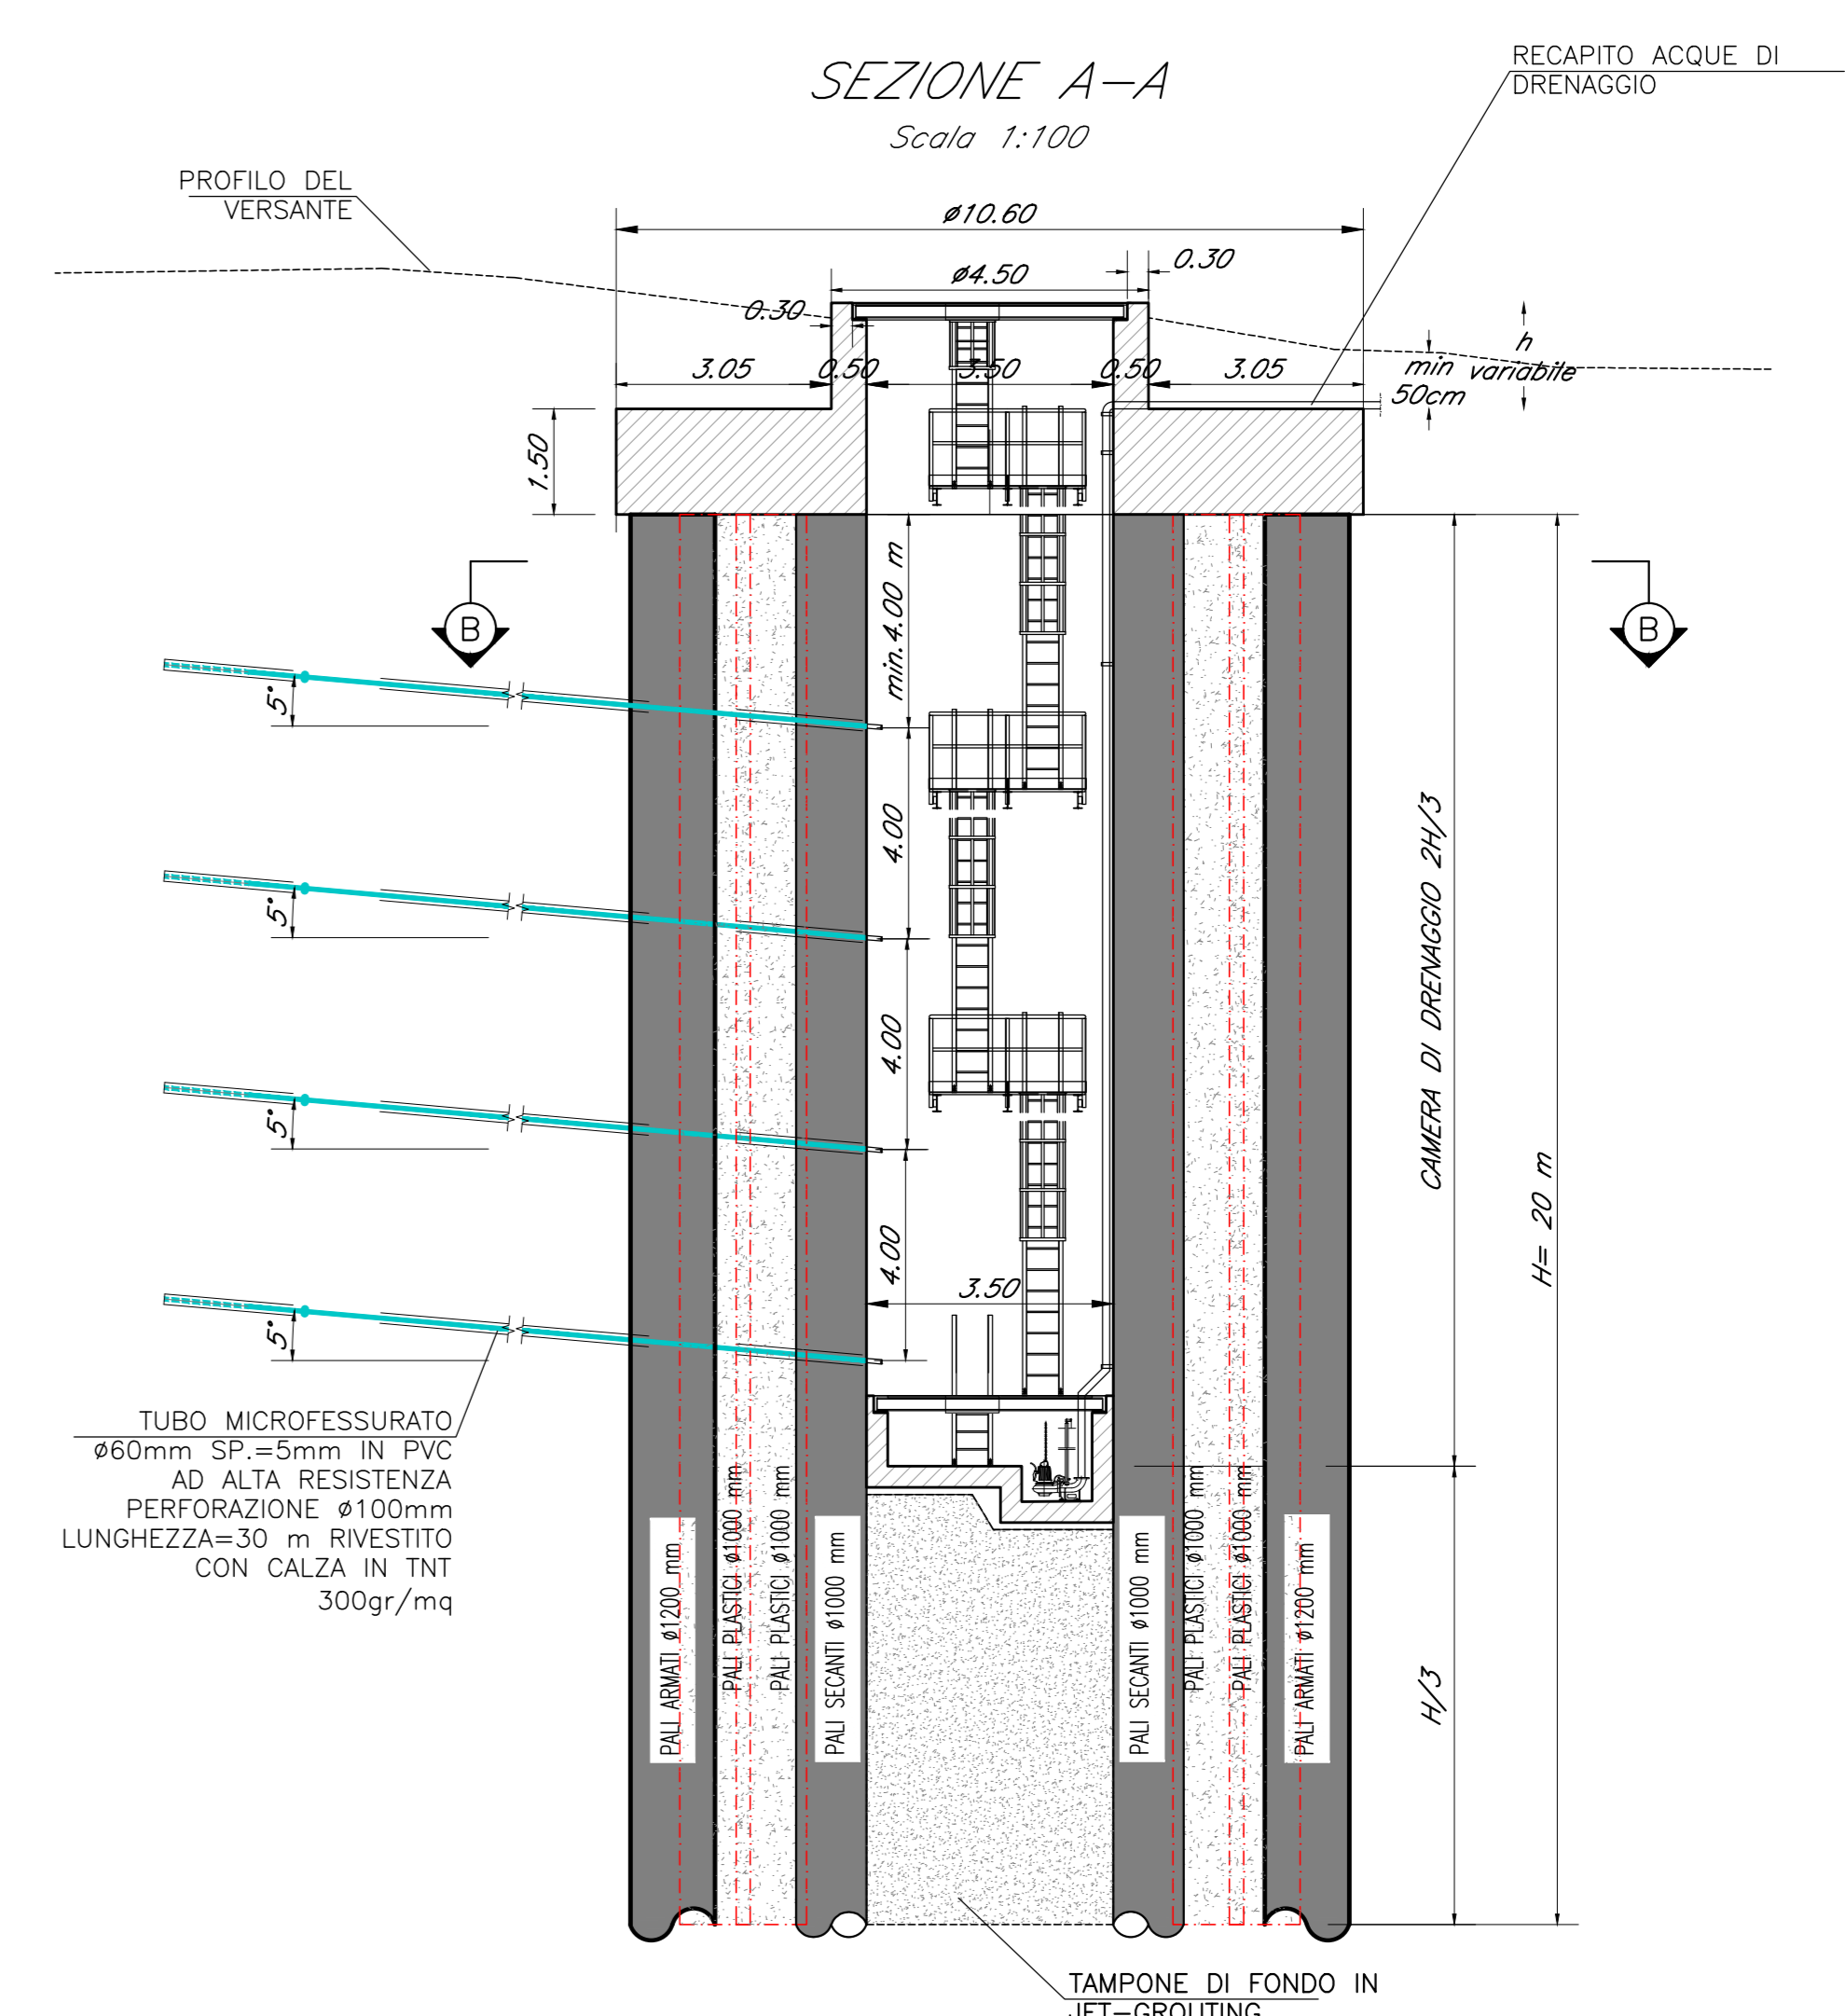 SEZIONE A-A
Scala 1:100
RECAPITO ACQUE DI
DRENAGGIO
PROFILO DEL
VERSANTE
ø10.60
ø4.50
0.30
0.30
3.05
0.50
3.50
0.50
3.05
h
variabile
min
50cm
1.50
B
B
min.4.00 m
4.00
4.00
4.00
3.50
5°
5°
5°
5°
CAMERA DI DRENAGGIO 2H/3
H= 20 m
H/3
TUBO MICROFESSURATO
ø60mm SP.=5mm IN PVC
AD ALTA RESISTENZA
PERFORAZIONE ø100mm
LUNGHEZZA=30 m RIVESTITO
CON CALZA IN TNT
300gr/mq
PALI ARMATI ø1200 mm
PALI PLASTICI ø1000 mm
PALI PLASTICI ø1000 mm
PALI SECANTI ø1000 mm
PALI SECANTI ø1000 mm
PALI PLASTICI ø1000 mm
PALI PLASTICI ø1000 mm
PALI ARMATI ø1200 mm
TAMPONE DI FONDO IN
JET-GROUTING